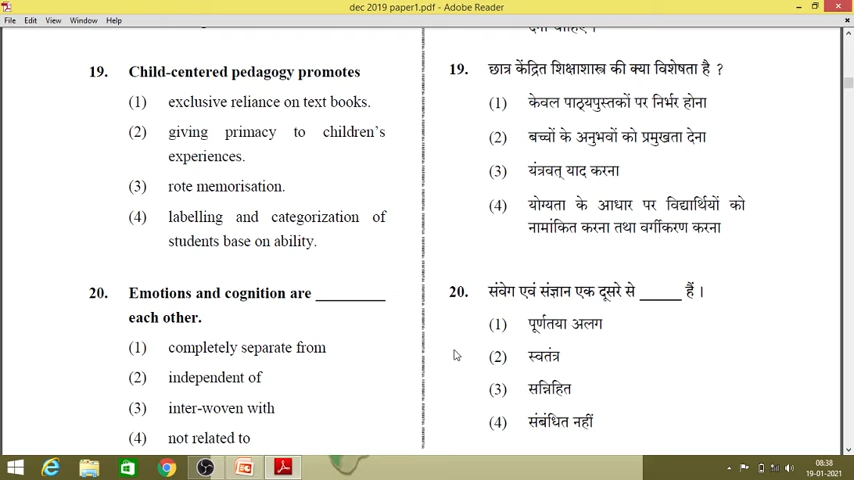 dec 2019 paper1.pdf - Adobe Reader
File Edit View Window Help
19. Child-centered pedagogy promotes
(1) exclusive reliance on text books.
(2) giving primacy to children's
experiences.
(3) rote memorisation.
(4) labelling and categorization of
students base on ability.
20. Emotions and cognition are ________
each other.
(1) completely separate from
(2) independent of
(3) inter-woven with
(4) not related to
19. छात्र केंद्रित शिक्षाशास्त्र की क्या विशेषता है ?
(1) केवल पाठ्यपुस्तकों पर निर्भर होना
(2) बच्चों के अनुभवों को प्रमुखता देना
(3) यंत्रवत् याद करना
(4) योग्यता के आधार पर विद्यार्थियों को
नामांकित करना तथा वर्गीकरण करना
20. संवेग एवं संज्ञान एक दूसरे से ______ हैं ।
(1) पूर्णतया अलग
(2) स्वतंत्र
(3) सन्निहित
(4) संबंधित नहीं
08:38
19-01-2021